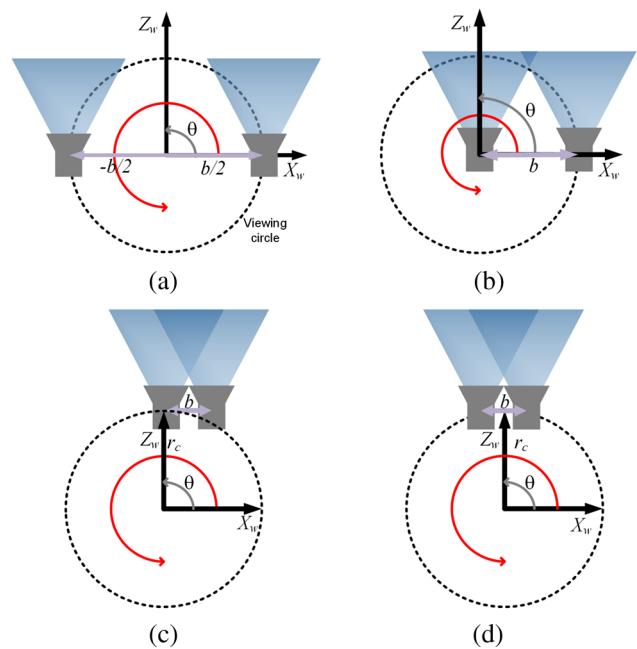 Z_w
θ
-b/2
b/2
X_w
Viewing
circle
(a)
Z_w
θ
b
X_w
(b)
b
Z_w
r_c
θ
X_w
(c)
b
Z_w
r_c
θ
X_w
(d)